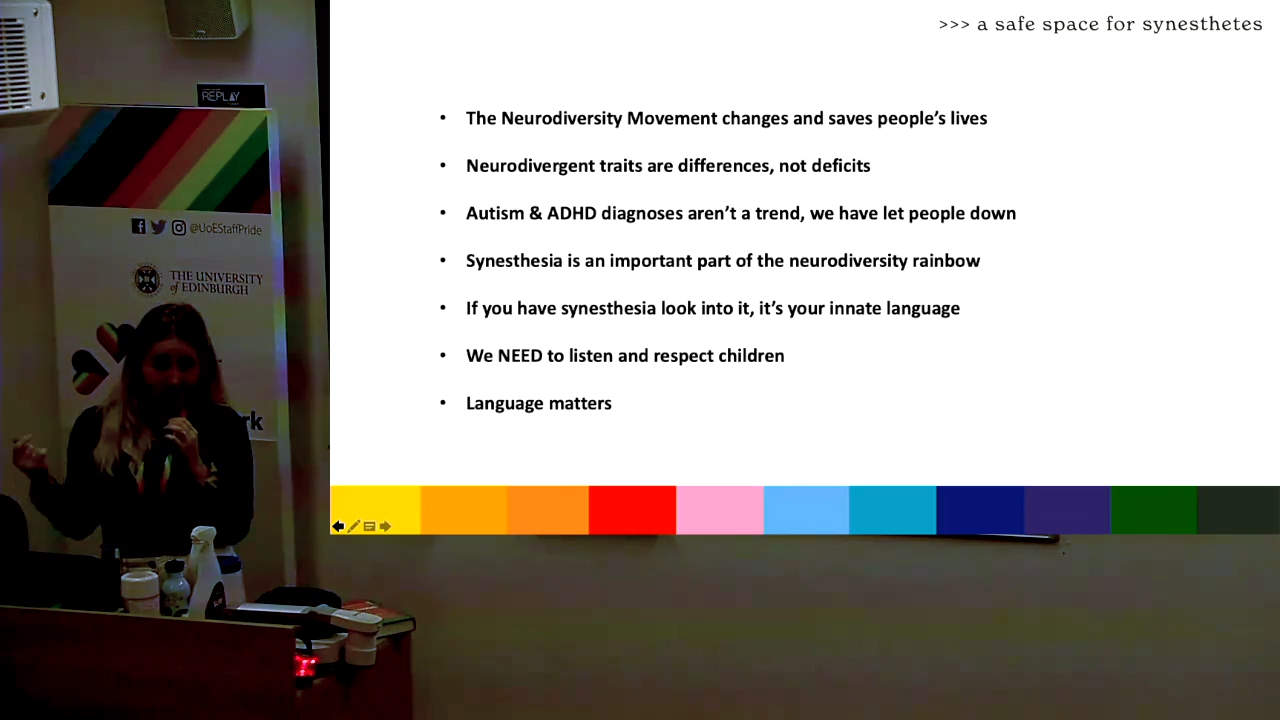 >>> a safe space for synesthetes
• The Neurodiversity Movement changes and saves people's lives
• Neurodivergent traits are differences, not deficits
• Autism & ADHD diagnoses aren't a trend, we have let people down
• Synesthesia is an important part of the neurodiversity rainbow
• If you have synesthesia look into it, it's your innate language
• We NEED to listen and respect children
• Language matters
REPLAY
@UoEStaffPride
THE UNIVERSITY
of EDINBURGH
rk